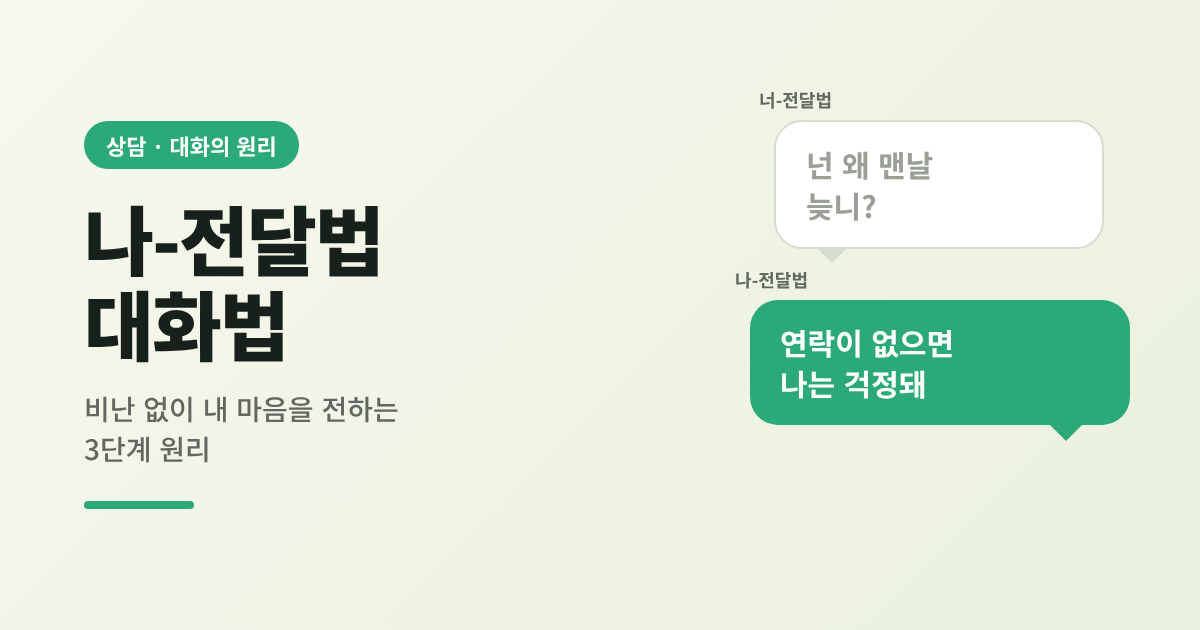 상담 · 대화의 원리
나-전달법
대화법
비난 없이 내 마음을 전하는
3단계 원리
너-전달법
넌 왜 맨날
늦니?
나-전달법
연락이 없으면
나는 걱정돼